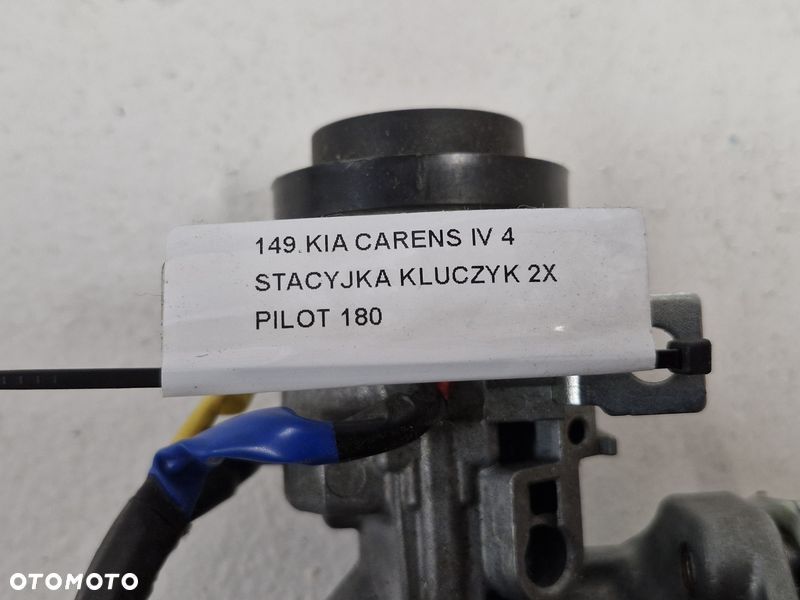 149.KIA CARENS IV 4
STACYJKA KLUCZYK 2X
PILOT 180
OTOMOTO